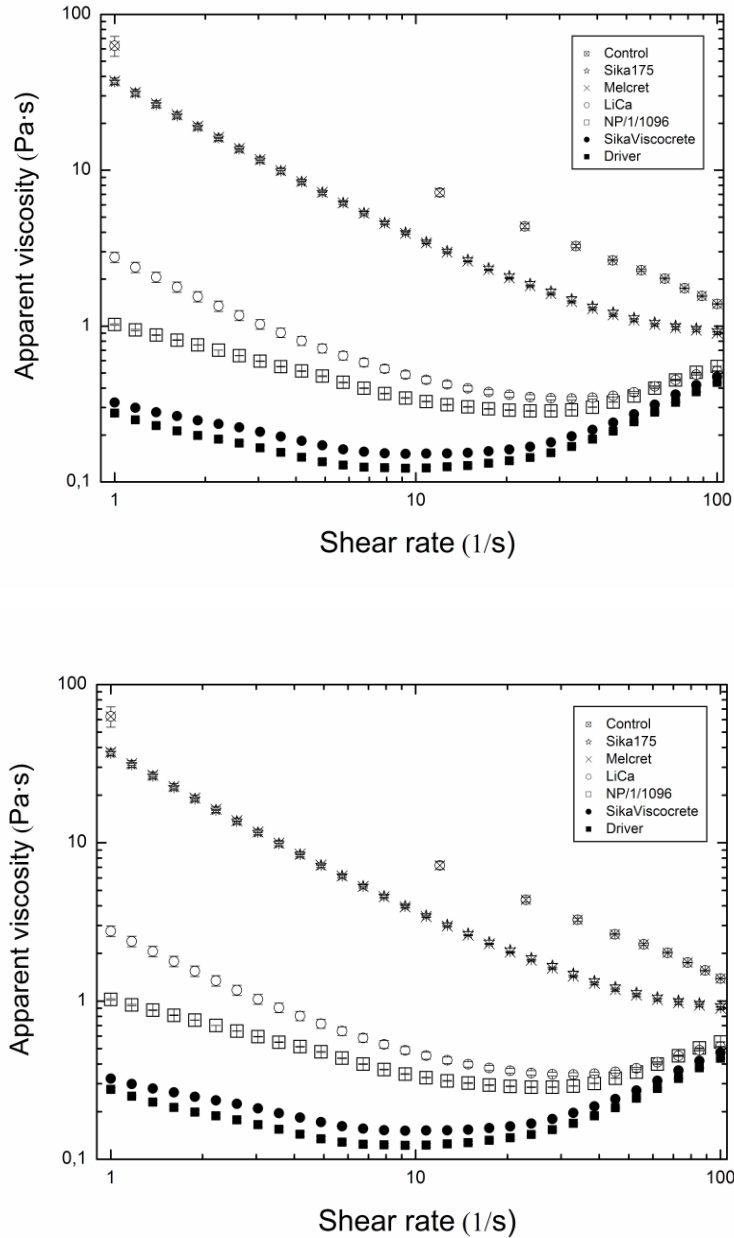 100
10
1
0,1
Apparent viscosity (Pa·s)
Control
Sika175
Melcret
LiCa
NP/1/1096
SikaViscocrete
Driver
1
10
100
Shear rate (1/s)
100
10
1
0,1
Apparent viscosity (Pa·s)
Control
Sika175
Melcret
LiCa
NP/1/1096
SikaViscocrete
Driver
1
10
100
Shear rate (1/s)